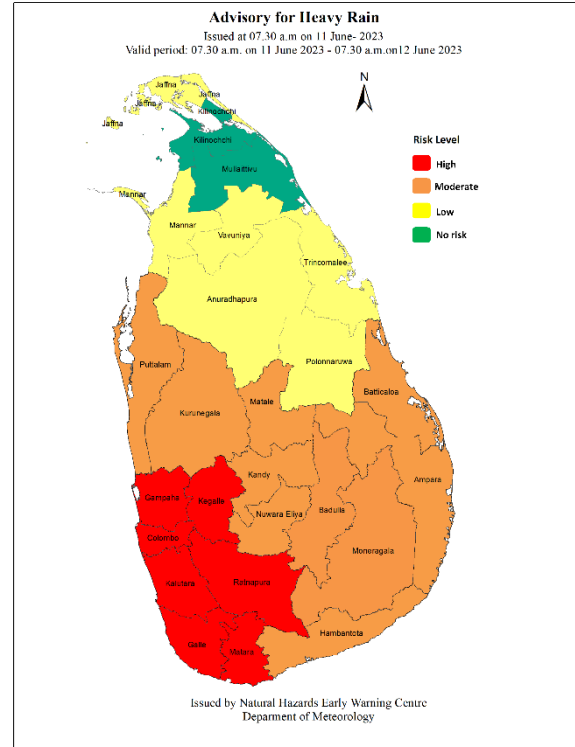 Advisory for Heavy Rain
Issued at 07.30 a.m on 11 June- 2023
Valid period: 07.30 a.m. on 11 June 2023 - 07.30 a.m.on12 June 2023
N
Jaffna
Jaffna
Jaffna
Kilinochchi
Jaffna
Kilinochchi
Mullaittivu
Risk Level
High
Moderate
Low
No risk
Mannar
Mannar
Vavuniya
Trincomalee
Anuradhapura
Polonnaruwa
Puttalam
Batticaloa
Matale
Kurunegala
Kandy
Ampara
Gampaha
Kegalle
Nuwara Eliya
Badulla
Colombo
Moneragala
Kalutara
Ratnapura
Hambantota
Galle
Matara
Issued by Natural Hazards Early Warning Centre
Deparment of Meteorology